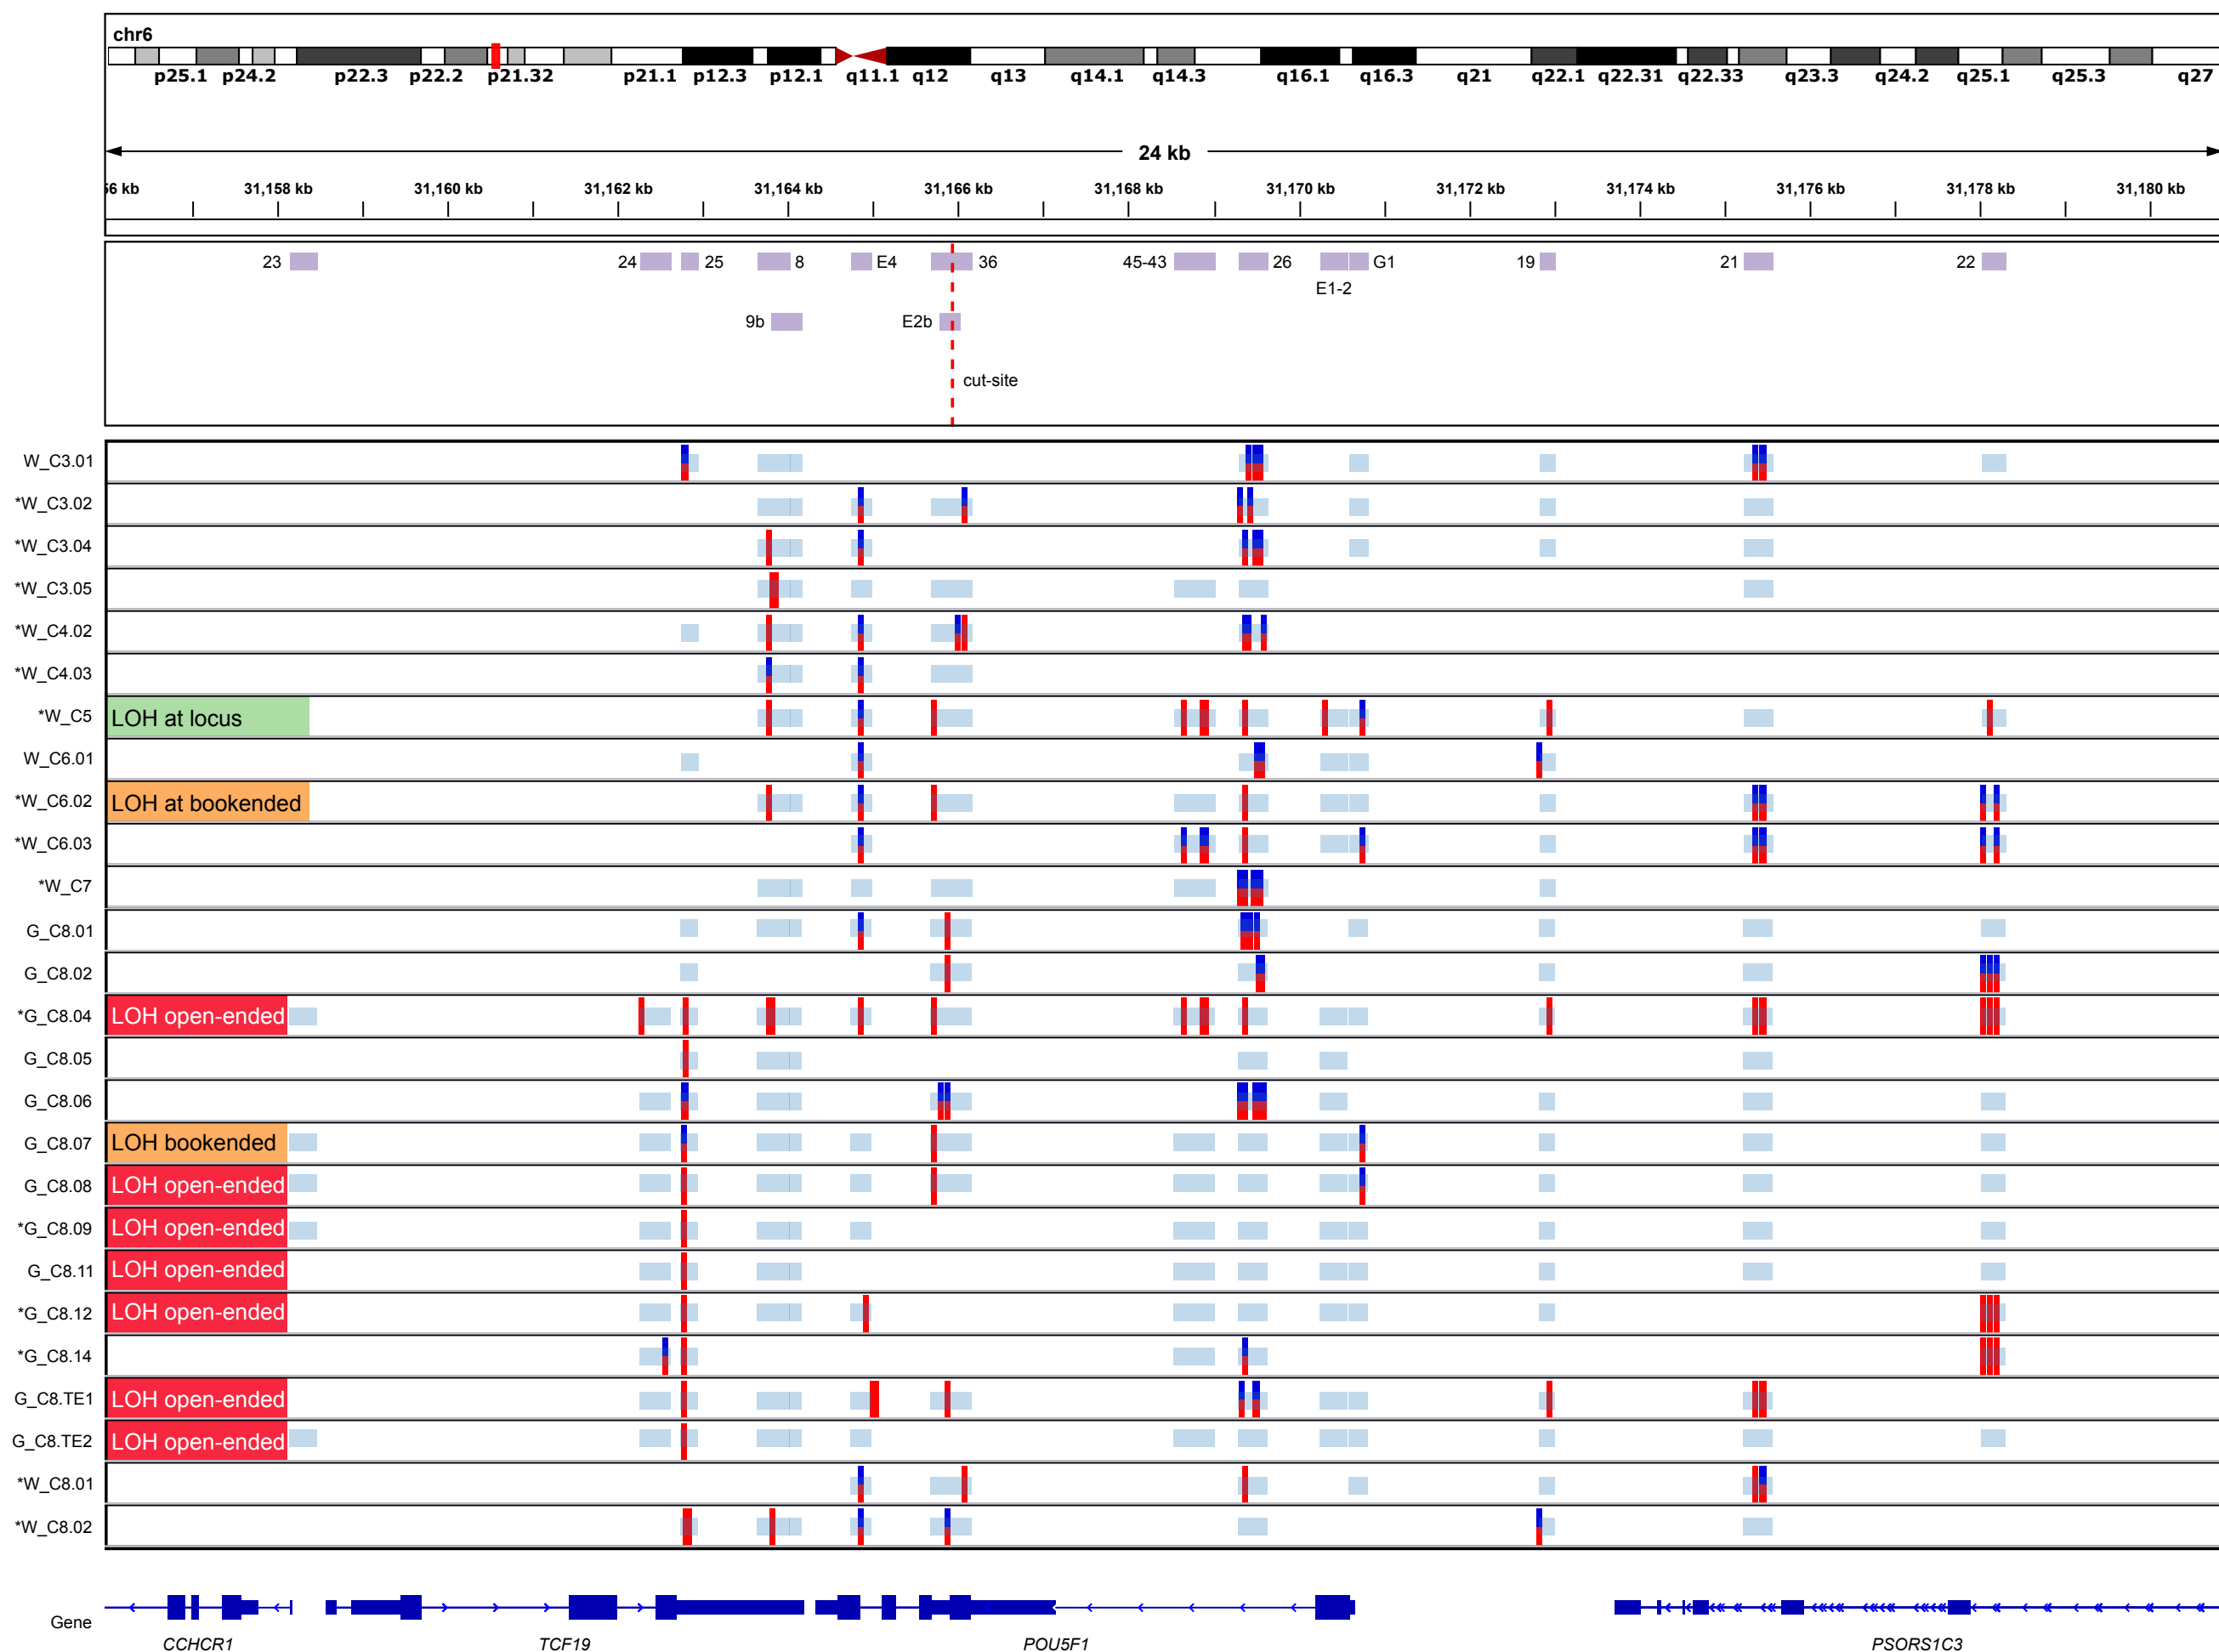 chr6
p25.1 p24.2 p22.3 p22.2 p21.32 p21.1 p12.3 p12.1 q11.1 q12 q13 q14.1 q14.3 q16.1 q16.3 q21 q22.1 q22.31 q22.33 q23.3 q24.2 q25.1 q25.3 q27
24 kb
56 kb 31,158 kb 31,160 kb 31,162 kb 31,164 kb 31,166 kb 31,168 kb 31,170 kb 31,172 kb 31,174 kb 31,176 kb 31,178 kb 31,180 kb
23 24 25 8 E4 36 45-43 26 G1 19 21 22
E1-2
9b E2b
cut-site
W_C3.01
*W_C3.02
*W_C3.04
*W_C3.05
*W_C4.02
*W_C4.03
*W_C5 LOH at locus
W_C6.01
*W_C6.02 LOH at bookended
*W_C6.03
*W_C7
G_C8.01
G_C8.02
*G_C8.04 LOH open-ended
G_C8.05
G_C8.06
G_C8.07 LOH bookended
G_C8.08 LOH open-ended
*G_C8.09 LOH open-ended
G_C8.11 LOH open-ended
*G_C8.12 LOH open-ended
*G_C8.14
G_C8.TE1 LOH open-ended
G_C8.TE2 LOH open-ended
*W_C8.01
*W_C8.02
Gene
CCHCR1 TCF19 POU5F1 PSORS1C3